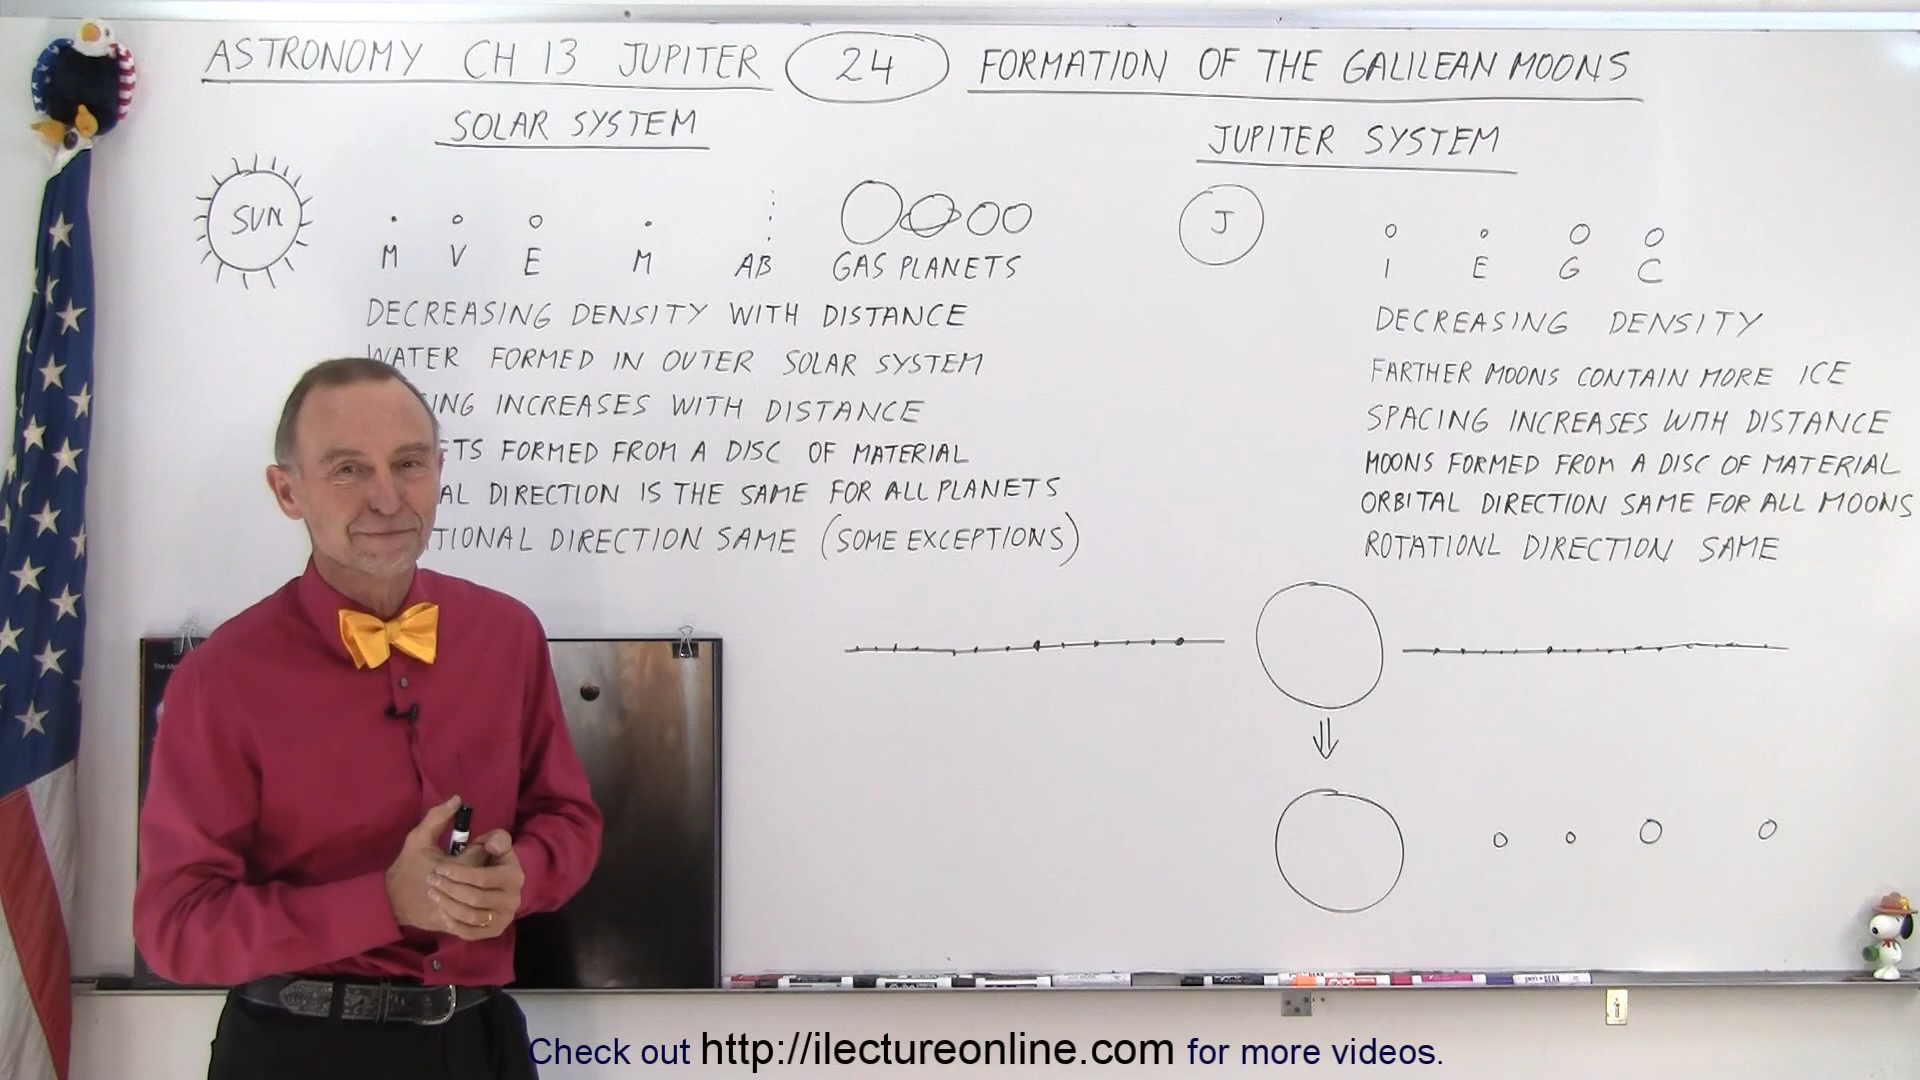 ASTRONOMY CH 13 JUPITER 24 FORMATION OF THE GALILEAN MOONS
SOLAR SYSTEM
SUN
M V E M AB GAS PLANETS
DECREASING DENSITY WITH DISTANCE
WATER FORMED IN OUTER SOLAR SYSTEM
ING INCREASES WITH DISTANCE
ETS FORMED FROM A DISC OF MATERIAL
AL DIRECTION IS THE SAME FOR ALL PLANETS
TIONAL DIRECTION SAME (SOME EXCEPTIONS)
JUPITER SYSTEM
J
I E G C
DECREASING DENSITY
FARTHER MOONS CONTAIN MORE ICE
SPACING INCREASES WITH DISTANCE
MOONS FORMED FROM A DISC OF MATERIAL
ORBITAL DIRECTION SAME FOR ALL MOONS
ROTATIONL DIRECTION SAME
Check out http://ilectureonline.com for more videos.